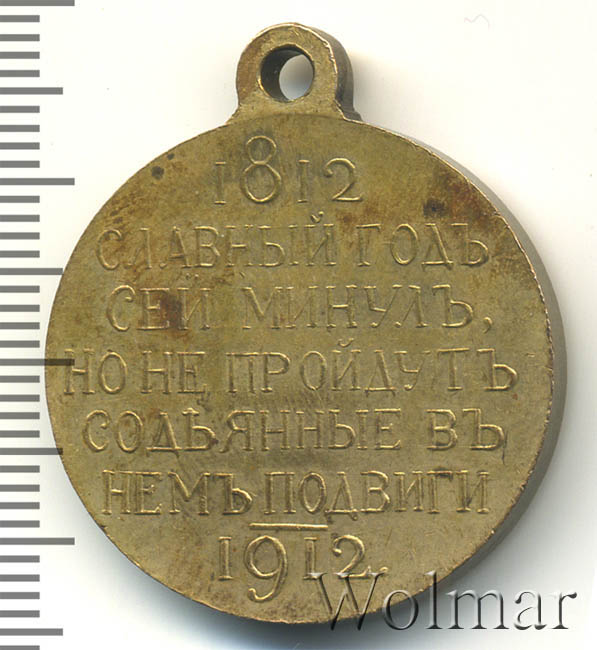 1812
СЛАВНЫЙ ГОДЪ
СЕЙ МИНУЛЪ,
НО НЕ ПРОЙДУТЪ
СОДѢЯННЫЕ ВЪ
НЕМЪ ПОДВИГИ
1912.
Wolmar